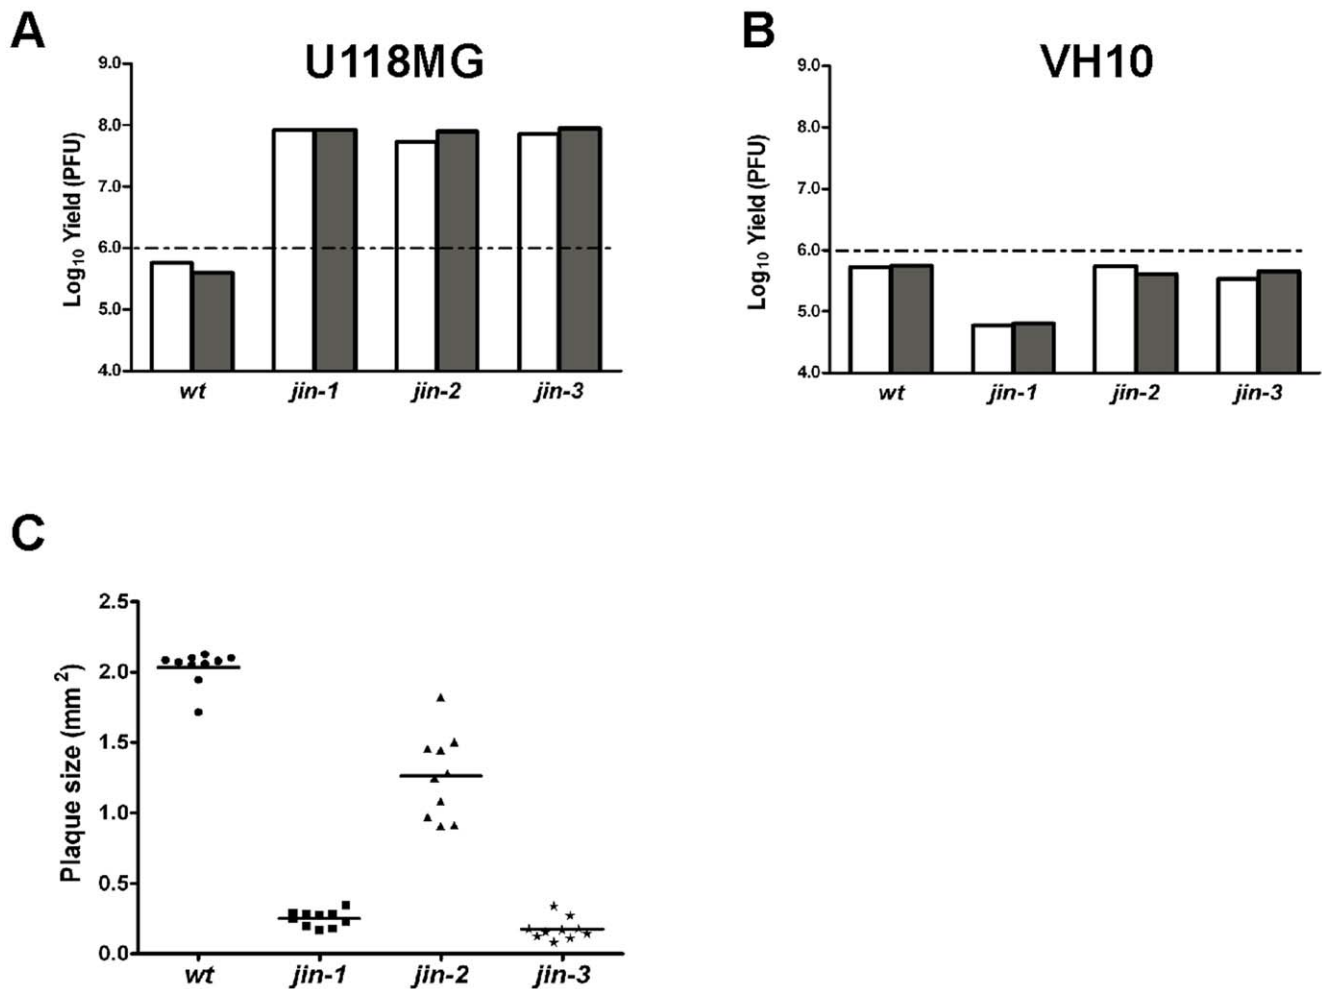 A
U118MG
Log10 Yield (PFU)
9.0
8.0
7.0
6.0
5.0
4.0
wt jin-1 jin-2 jin-3
B
VH10
Log10 Yield (PFU)
9.0
8.0
7.0
6.0
5.0
4.0
wt jin-1 jin-2 jin-3
C
Plaque size (mm2)
2.5
2.0
1.5
1.0
0.5
0.0
wt jin-1 jin-2 jin-3